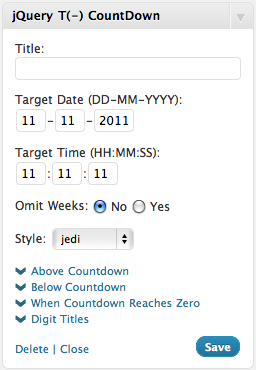 jQuery T(-) CountDown
Title:
Target Date (DD-MM-YYYY):
11 - 11 - 2011
Target Time (HH:MM:SS):
11 : 11 : 11
Omit Weeks: No Yes
Style: jedi
Above Countdown
Below Countdown
When Countdown Reaches Zero
Digit Titles
Delete | Close Save